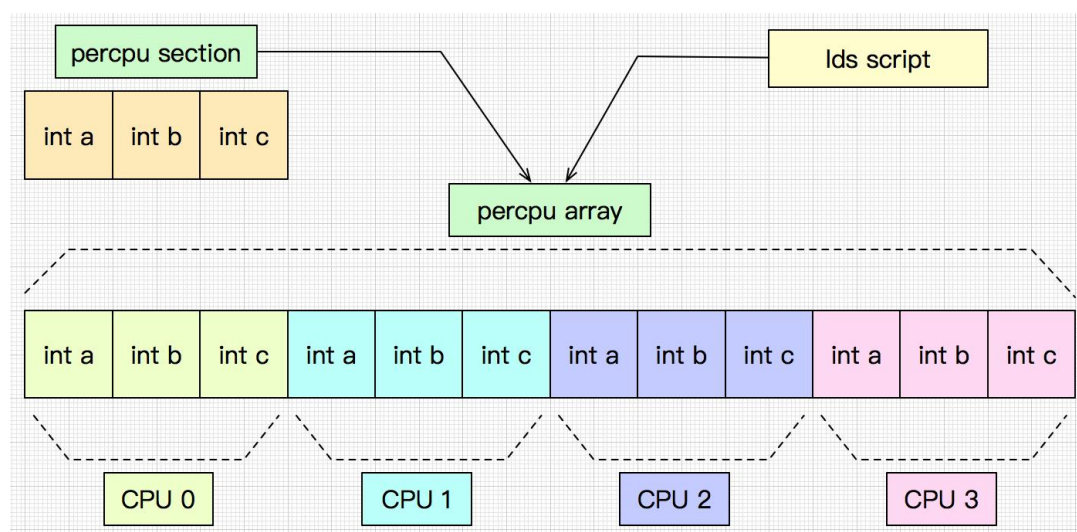 percpu section
lds script
int a int b int c
percpu array
int a int b int c int a int b int c int a int b int c int a int b int c
CPU 0 CPU 1 CPU 2 CPU 3